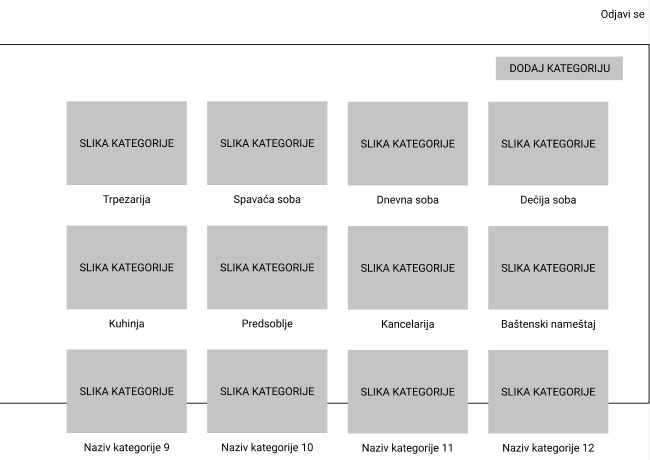 Odjavi se
DODAJ KATEGORIJU
SLIKA KATEGORIJE SLIKA KATEGORIJE SLIKA KATEGORIJE SLIKA KATEGORIJE
Trpezarija Spavaća soba Dnevna soba Dečija soba
SLIKA KATEGORIJE SLIKA KATEGORIJE SLIKA KATEGORIJE SLIKA KATEGORIJE
Kuhinja Predsoblje Kancelarija Baštenski nameštaj
SLIKA KATEGORIJE SLIKA KATEGORIJE SLIKA KATEGORIJE SLIKA KATEGORIJE
Naziv kategorije 9 Naziv kategorije 10 Naziv kategorije 11 Naziv kategorije 12